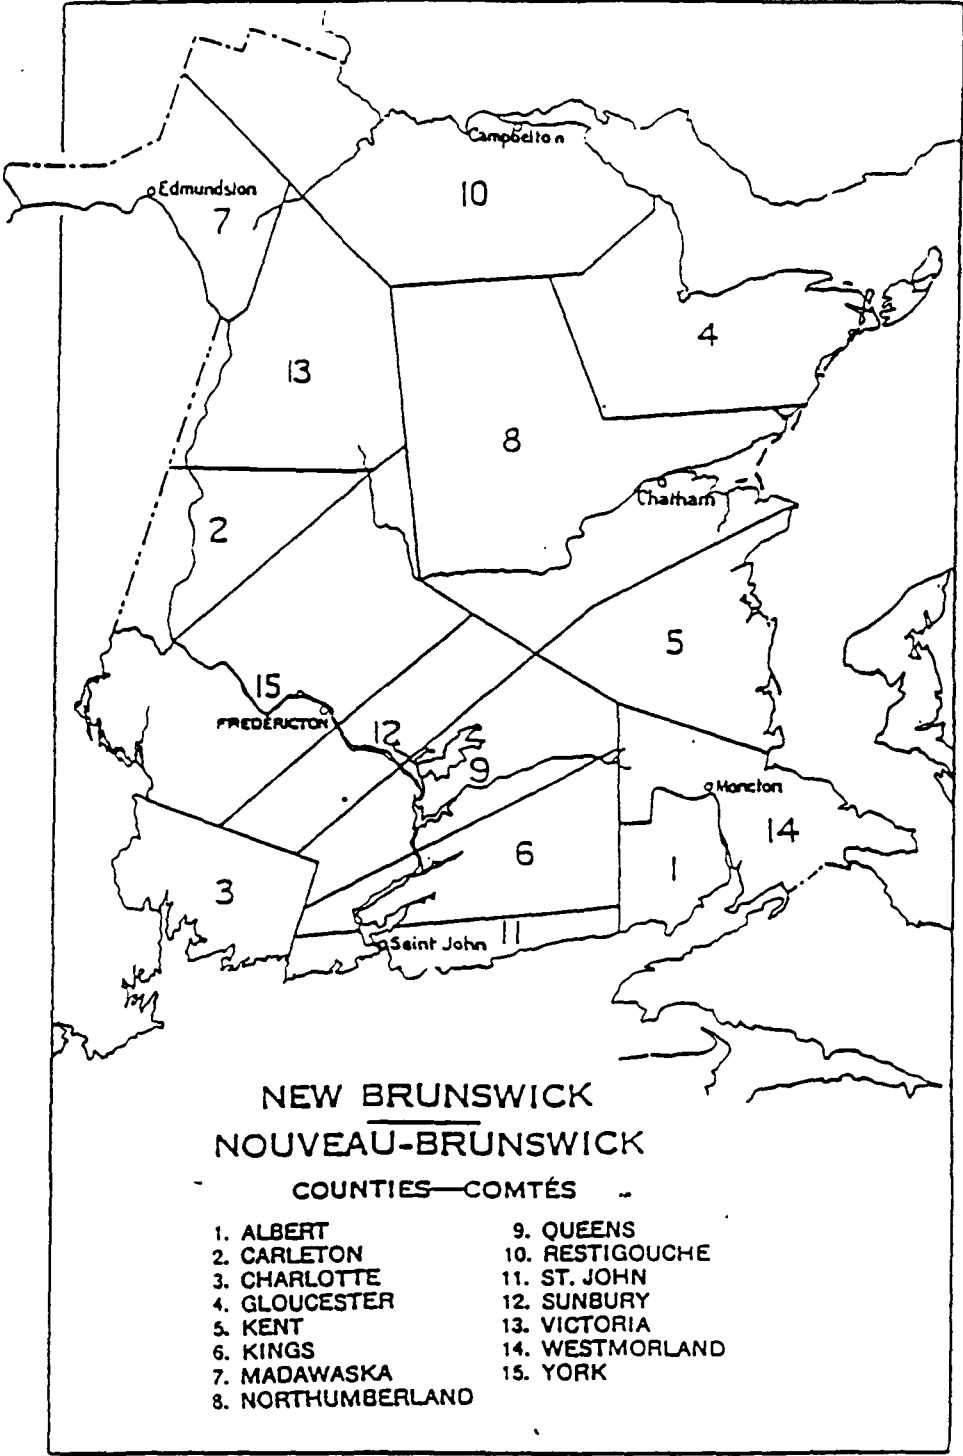 Campbelton
Edmundston
10
7
4
13
8
Chatham
2
5
15
FREDERICTON
12
9
Moncton
14
6
1
3
11
Seint John
NEW BRUNSWICK
NOUVEAU-BRUNSWICK
COUNTIES—COMTÉS
1. ALBERT
2. CARLETON
3. CHARLOTTE
4. GLOUCESTER
5. KENT
6. KINGS
7. MADAWASKA
8. NORTHUMBERLAND
9. QUEENS
10. RESTIGOUCHE
11. ST. JOHN
12. SUNBURY
13. VICTORIA
14. WESTMORLAND
15. YORK